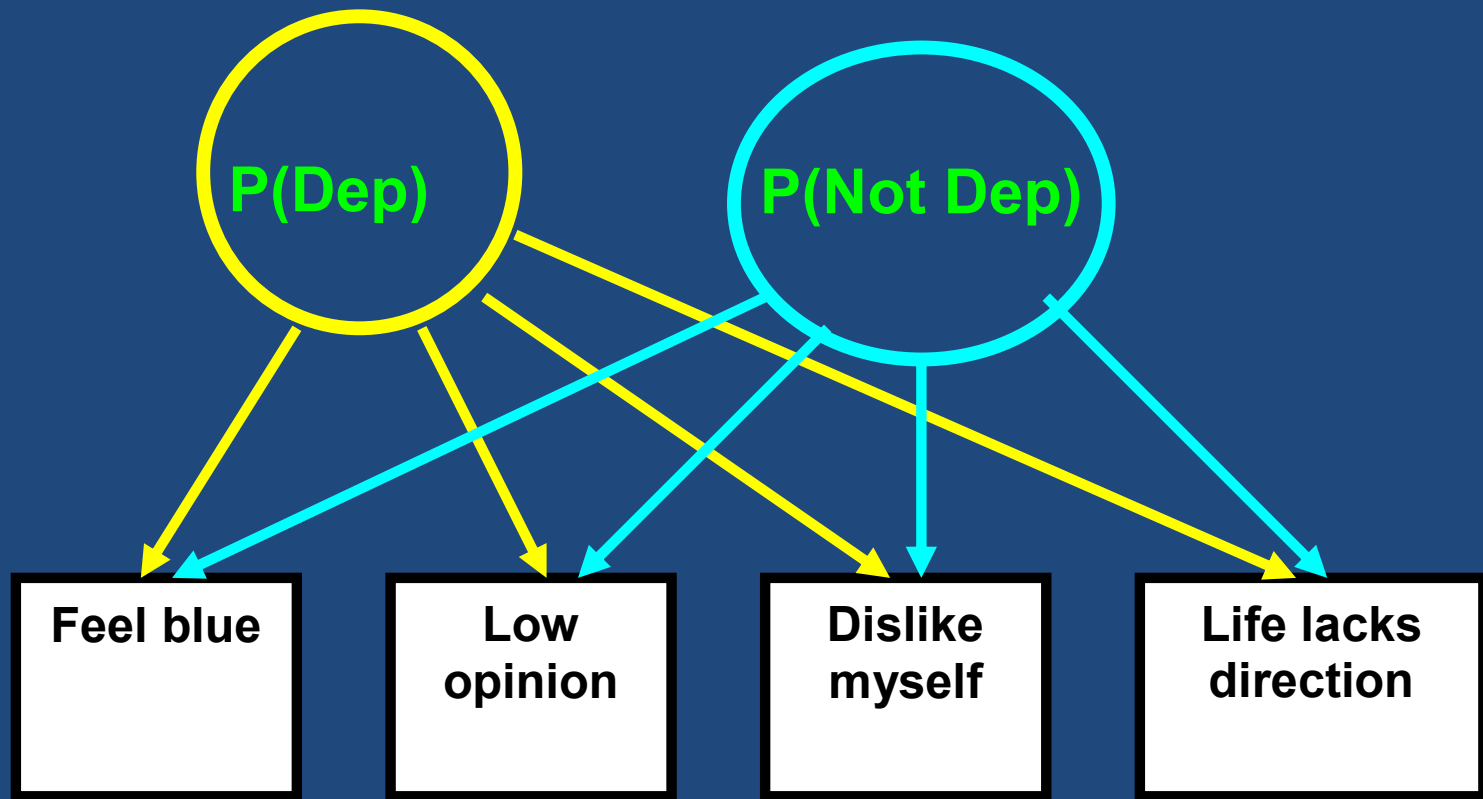 P(Dep)
P(Not Dep)
Feel blue
Low
opinion
Dislike
myself
Life lacks
direction